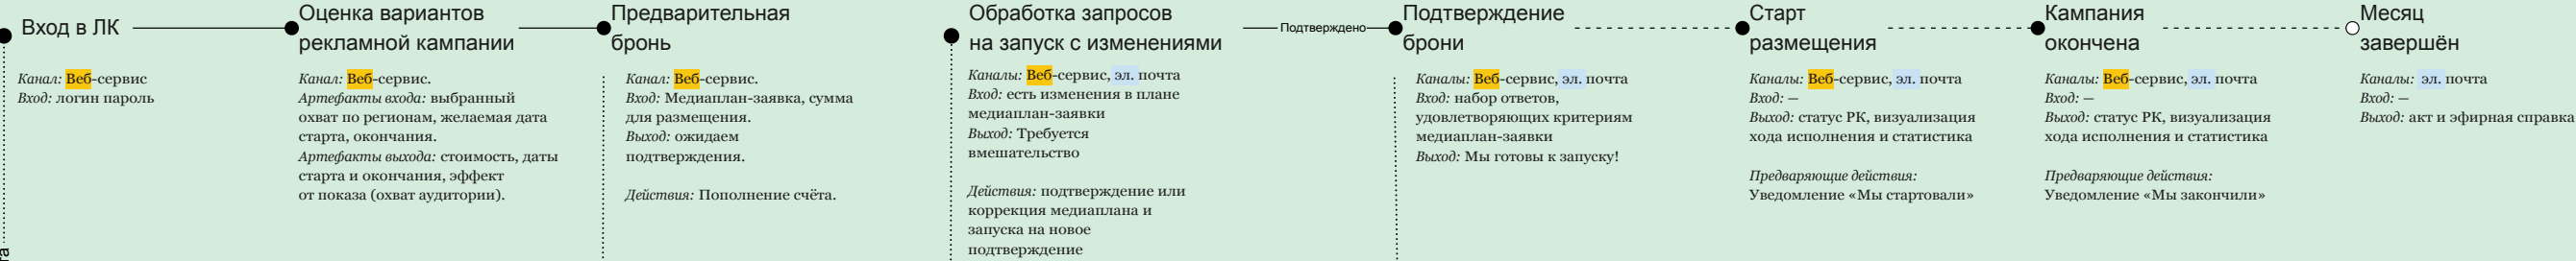 Вход в ЛК
Канал: Веб-сервис
Вход: логин пароль
Оценка вариантов
рекламной кампании
Канал: Веб-сервис.
Артефакты входа: выбранный
охват по регионам, желаемая дата
старта, окончания.
Артефакты выхода: стоимость, даты
старта и окончания, эффект
от показа (охват аудитории).
Предварительная
бронь
Канал: Веб-сервис.
Вход: Медиаплан-заявка, сумма
для размещения.
Выход: ожидаем
подтверждения.
Действия: Пополнение счёта.
Обработка запросов
на запуск с изменениями
Каналы: Веб-сервис, эл. почта
Вход: есть изменения в плане
медиаплан-заявки
Выход: Требуется
вмешательство
Действия: подтверждение или
коррекция медиаплана и
запуска на новое
подтверждение
Подтверждено
Подтверждение
брони
Каналы: Веб-сервис, эл. почта
Вход: набор ответов,
удовлетворяющих критериям
медиаплан-заявки
Выход: Мы готовы к запуску!
Старт
размещения
Каналы: Веб-сервис, эл. почта
Вход: —
Выход: статус РК, визуализация
хода исполнения и статистика
Предваряющие действия:
Уведомление «Мы стартовали»
Кампания
окончена
Каналы: Веб-сервис, эл. почта
Вход: —
Выход: статус РК, визуализация
хода исполнения и статистика
Предваряющие действия:
Уведомление «Мы закончили»
Месяц
завершён
Каналы: эл. почта
Вход: —
Выход: акт и эфирная справка